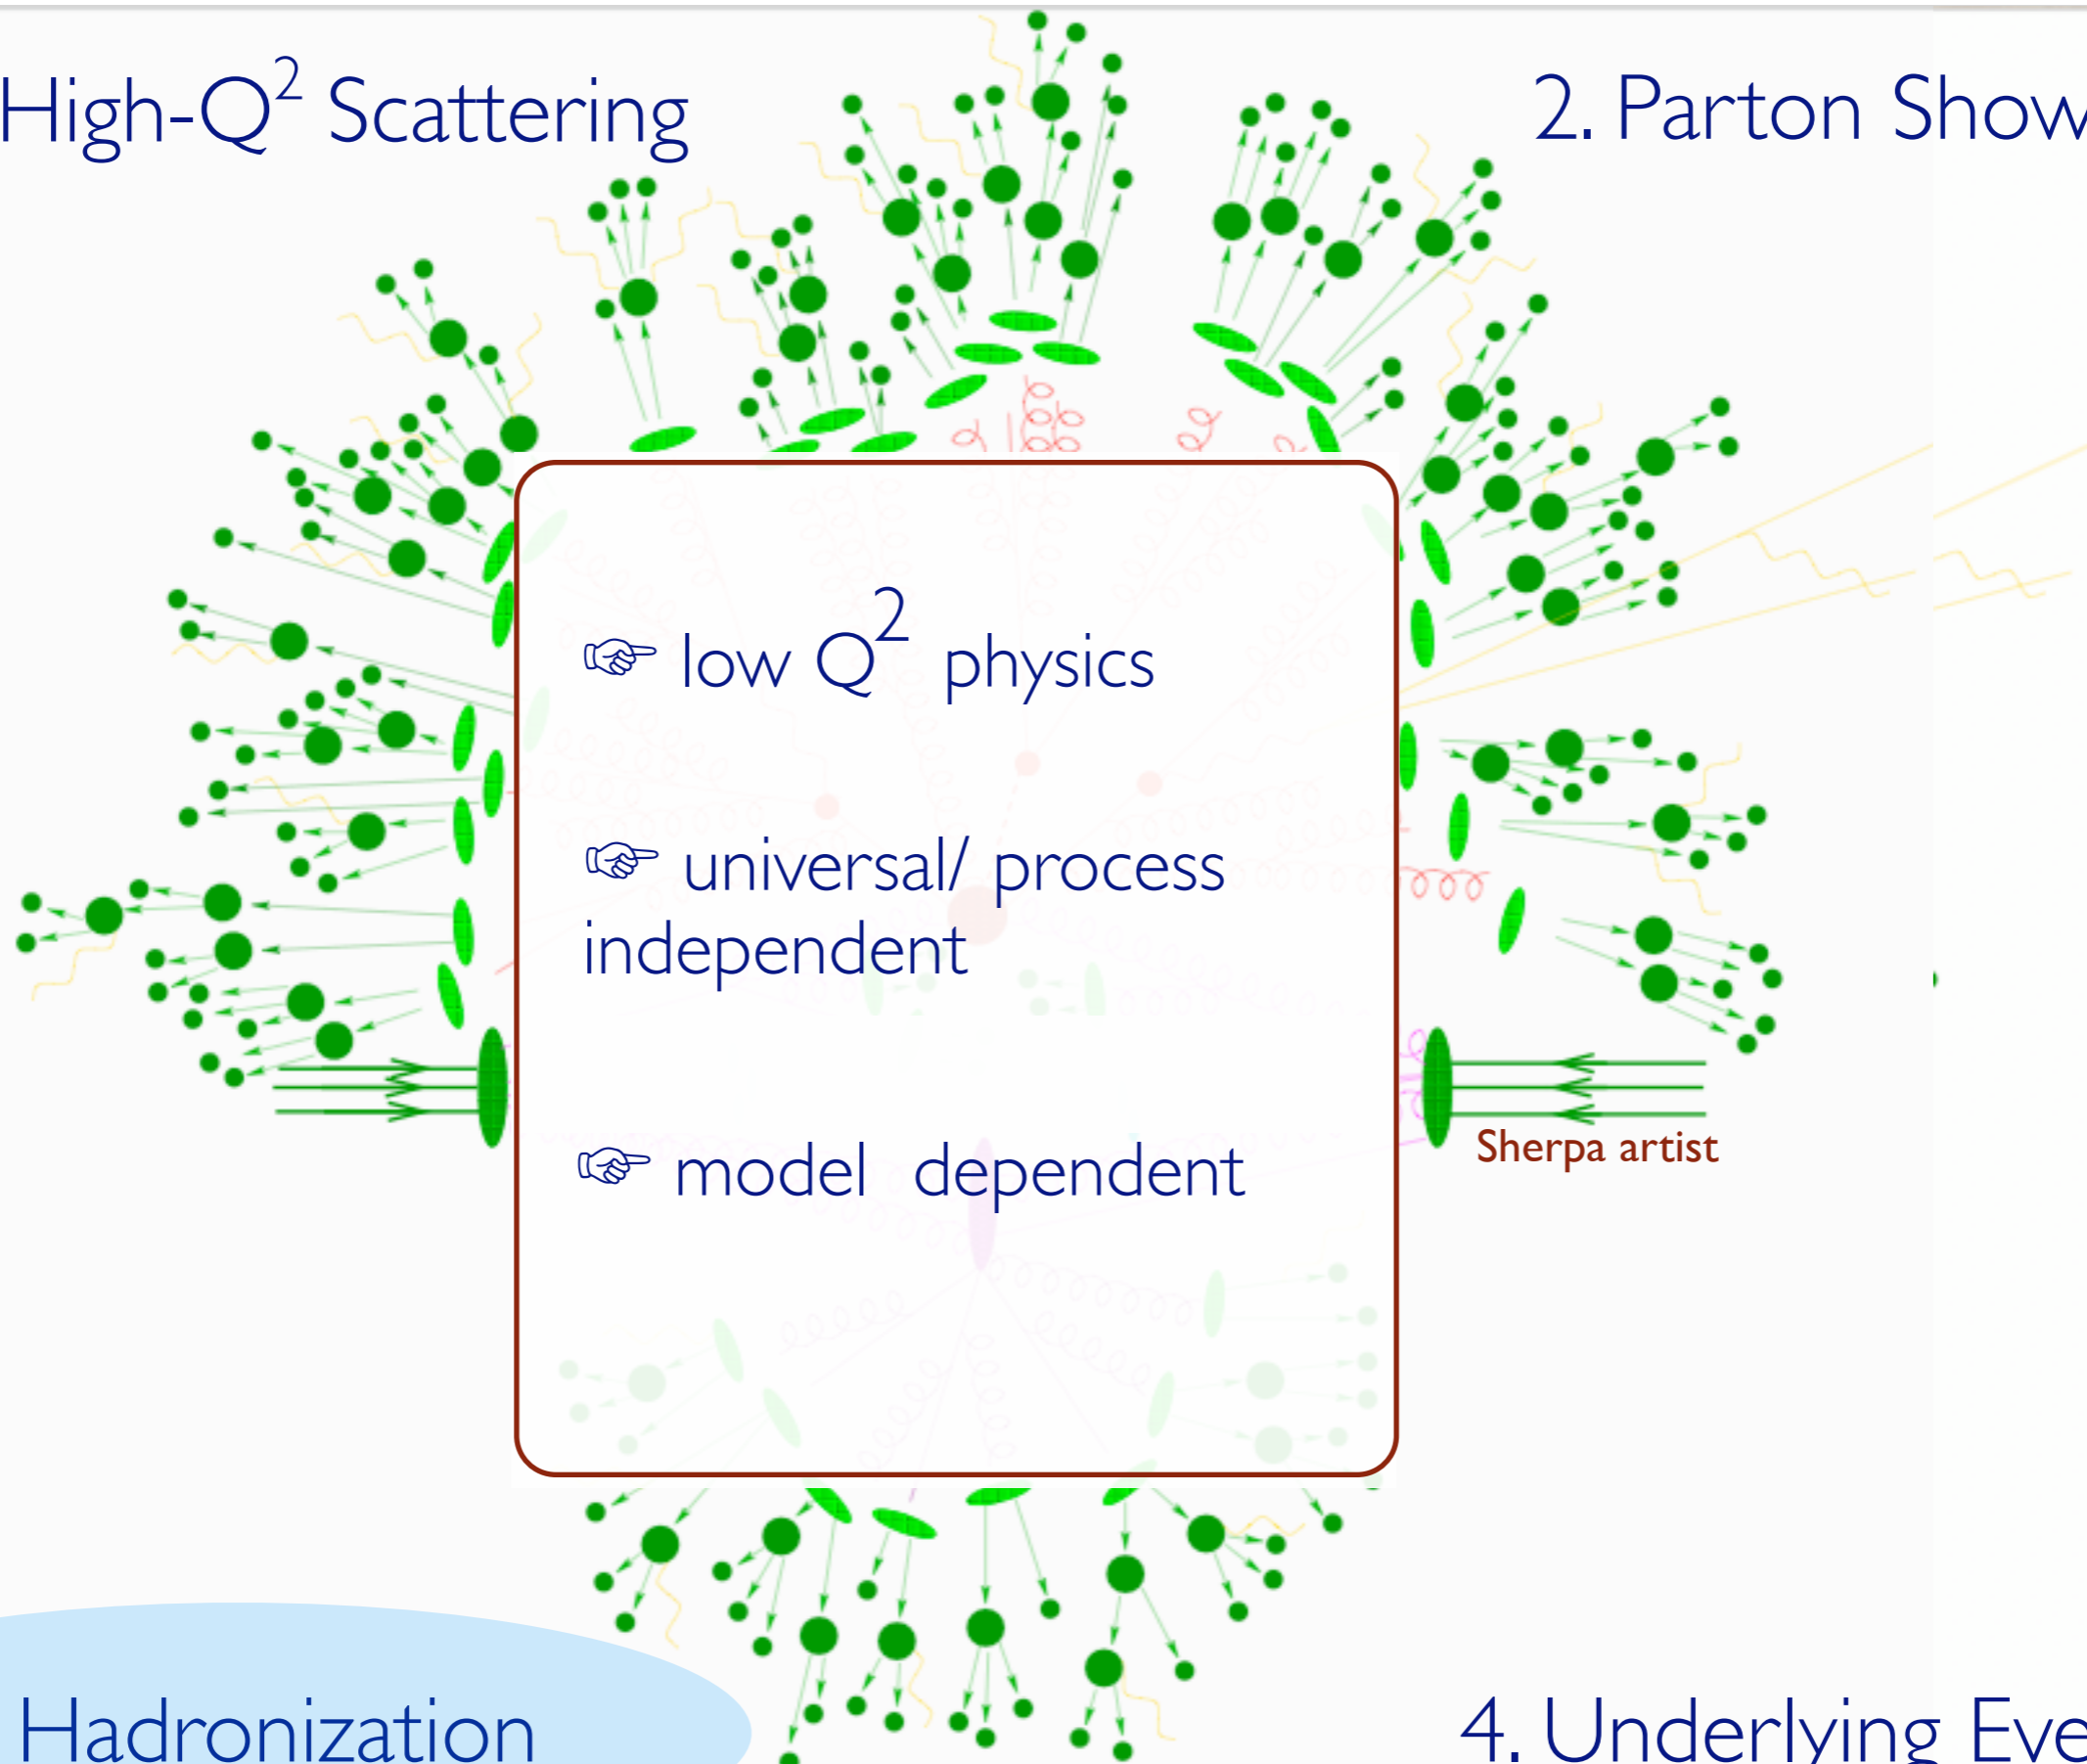 High-Q² Scattering
2. Parton Show
☞ low Q² physics
☞ universal/ process
independent
☞ model dependent
Sherpa artist
Hadronization
4. Underlying Eve